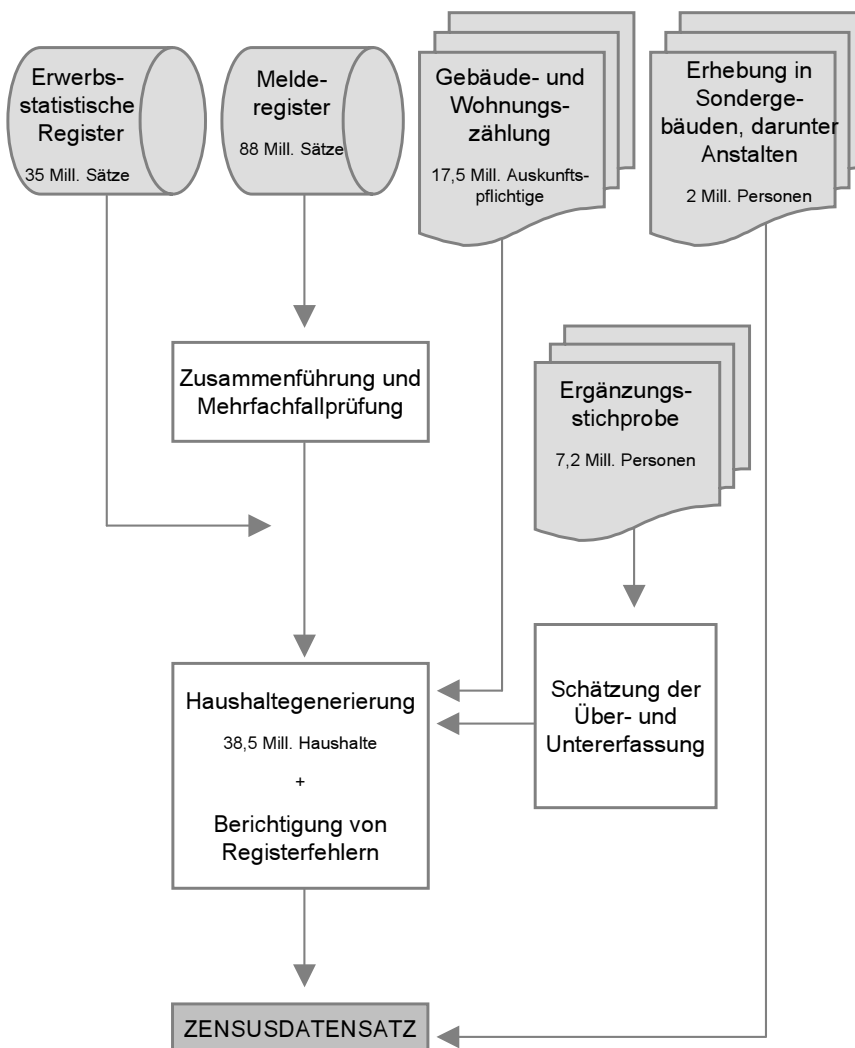 Erwerbs-
statistische
Register
35 Mill. Sätze
Melde
register
88 Mill. Sätze
Gebäude- und
Wohnungs-
zählung
17,5 Mill. Auskunfts-
pflichtige
Erhebung in
Sonderge-
bäuden, darunter
Anstalten
2 Mill. Personen
Zusammenführung und
Mehrfachfallprüfung
Ergänzungs-
stichprobe
7,2 Mill. Personen
Haushaltegenerierung
38,5 Mill. Haushalte
+
Berichtigung von
Registerfehlern
Schätzung der
Über- und
Untererfassung
ZENSUSDATENSATZ